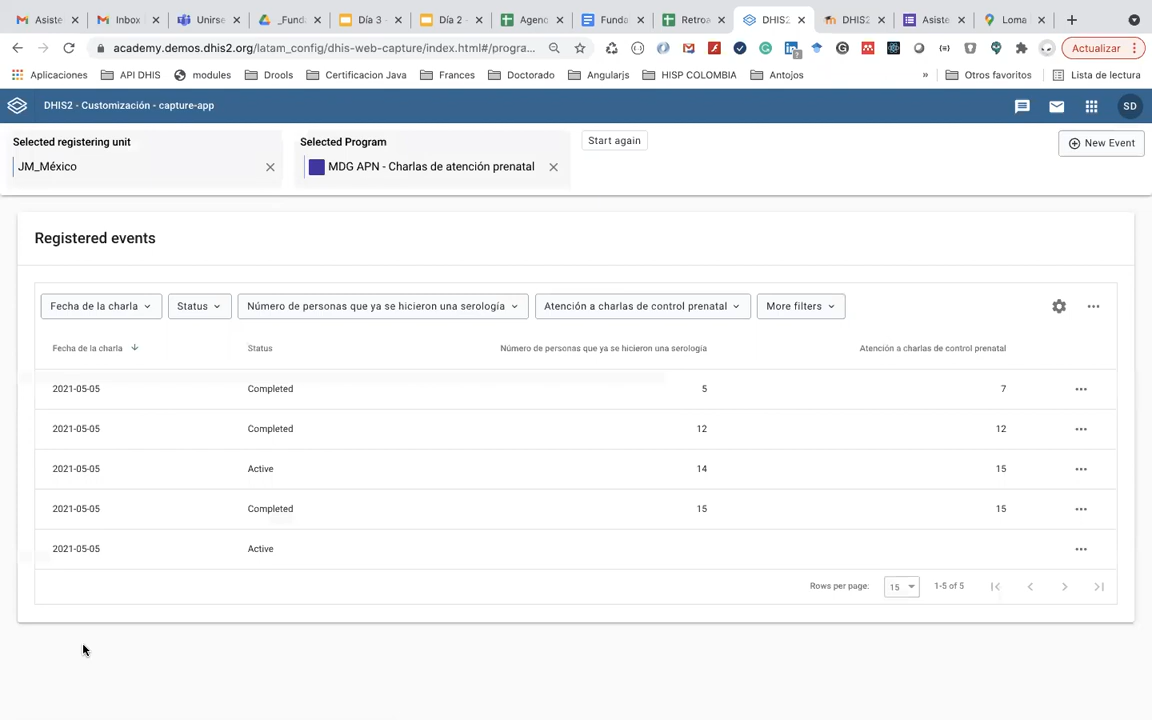 Asiste
Inbox
Univers
_Fund
Día 3 -
Día 2 -
Agend
Funda
Retroa
DHIS2
DHIS2
Asiste
Loma
academy.demos.dhis2.org/latam_config/dhis-web-capture/index.html#/progra...
Actualizar
Aplicaciones
API DHIS
modules
Drools
Certificacion Java
Frances
Doctorado
Angularjs
HISP COLOMBIA
Antojos
»
Otros favoritos
Lista de lectura
DHIS2 - Customización - capture-app
SD
Selected registering unit
JM_México
Selected Program
MDG APN - Charlas de atención prenatal
Start again
New Event
Registered events
Fecha de la charla
Status
Número de personas que ya se hicieron una serología
Atención a charlas de control prenatal
More filters
Fecha de la charla Status Número de personas que ya se hicieron una serología Atención a charlas de control prenatal
2021-05-05 Completed 5 7
2021-05-05 Completed 12 12
2021-05-05 Active 14 15
2021-05-05 Completed 15 15
2021-05-05 Active
Rows per page: 15 1-5 of 5